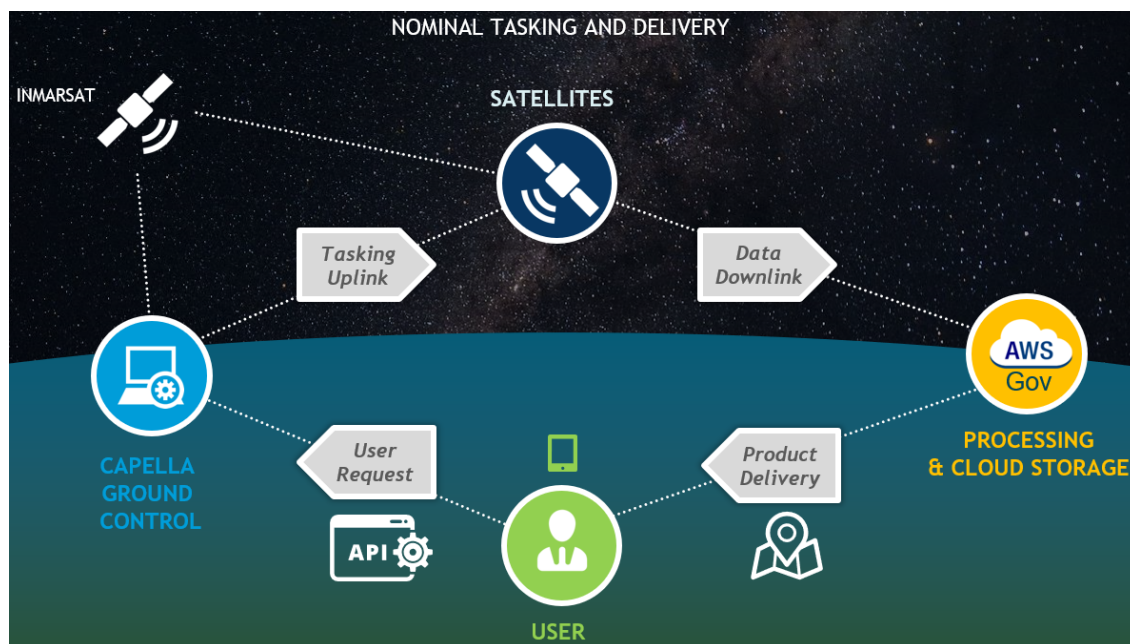 NOMINAL TASKING AND DELIVERY
INMARSAT
SATELLITES
Tasking
Uplink
Data
Downlink
AWS
Gov
CAPELLA
GROUND
CONTROL
User
Request
Product
Delivery
PROCESSING
& CLOUD STORAGE
API
USER